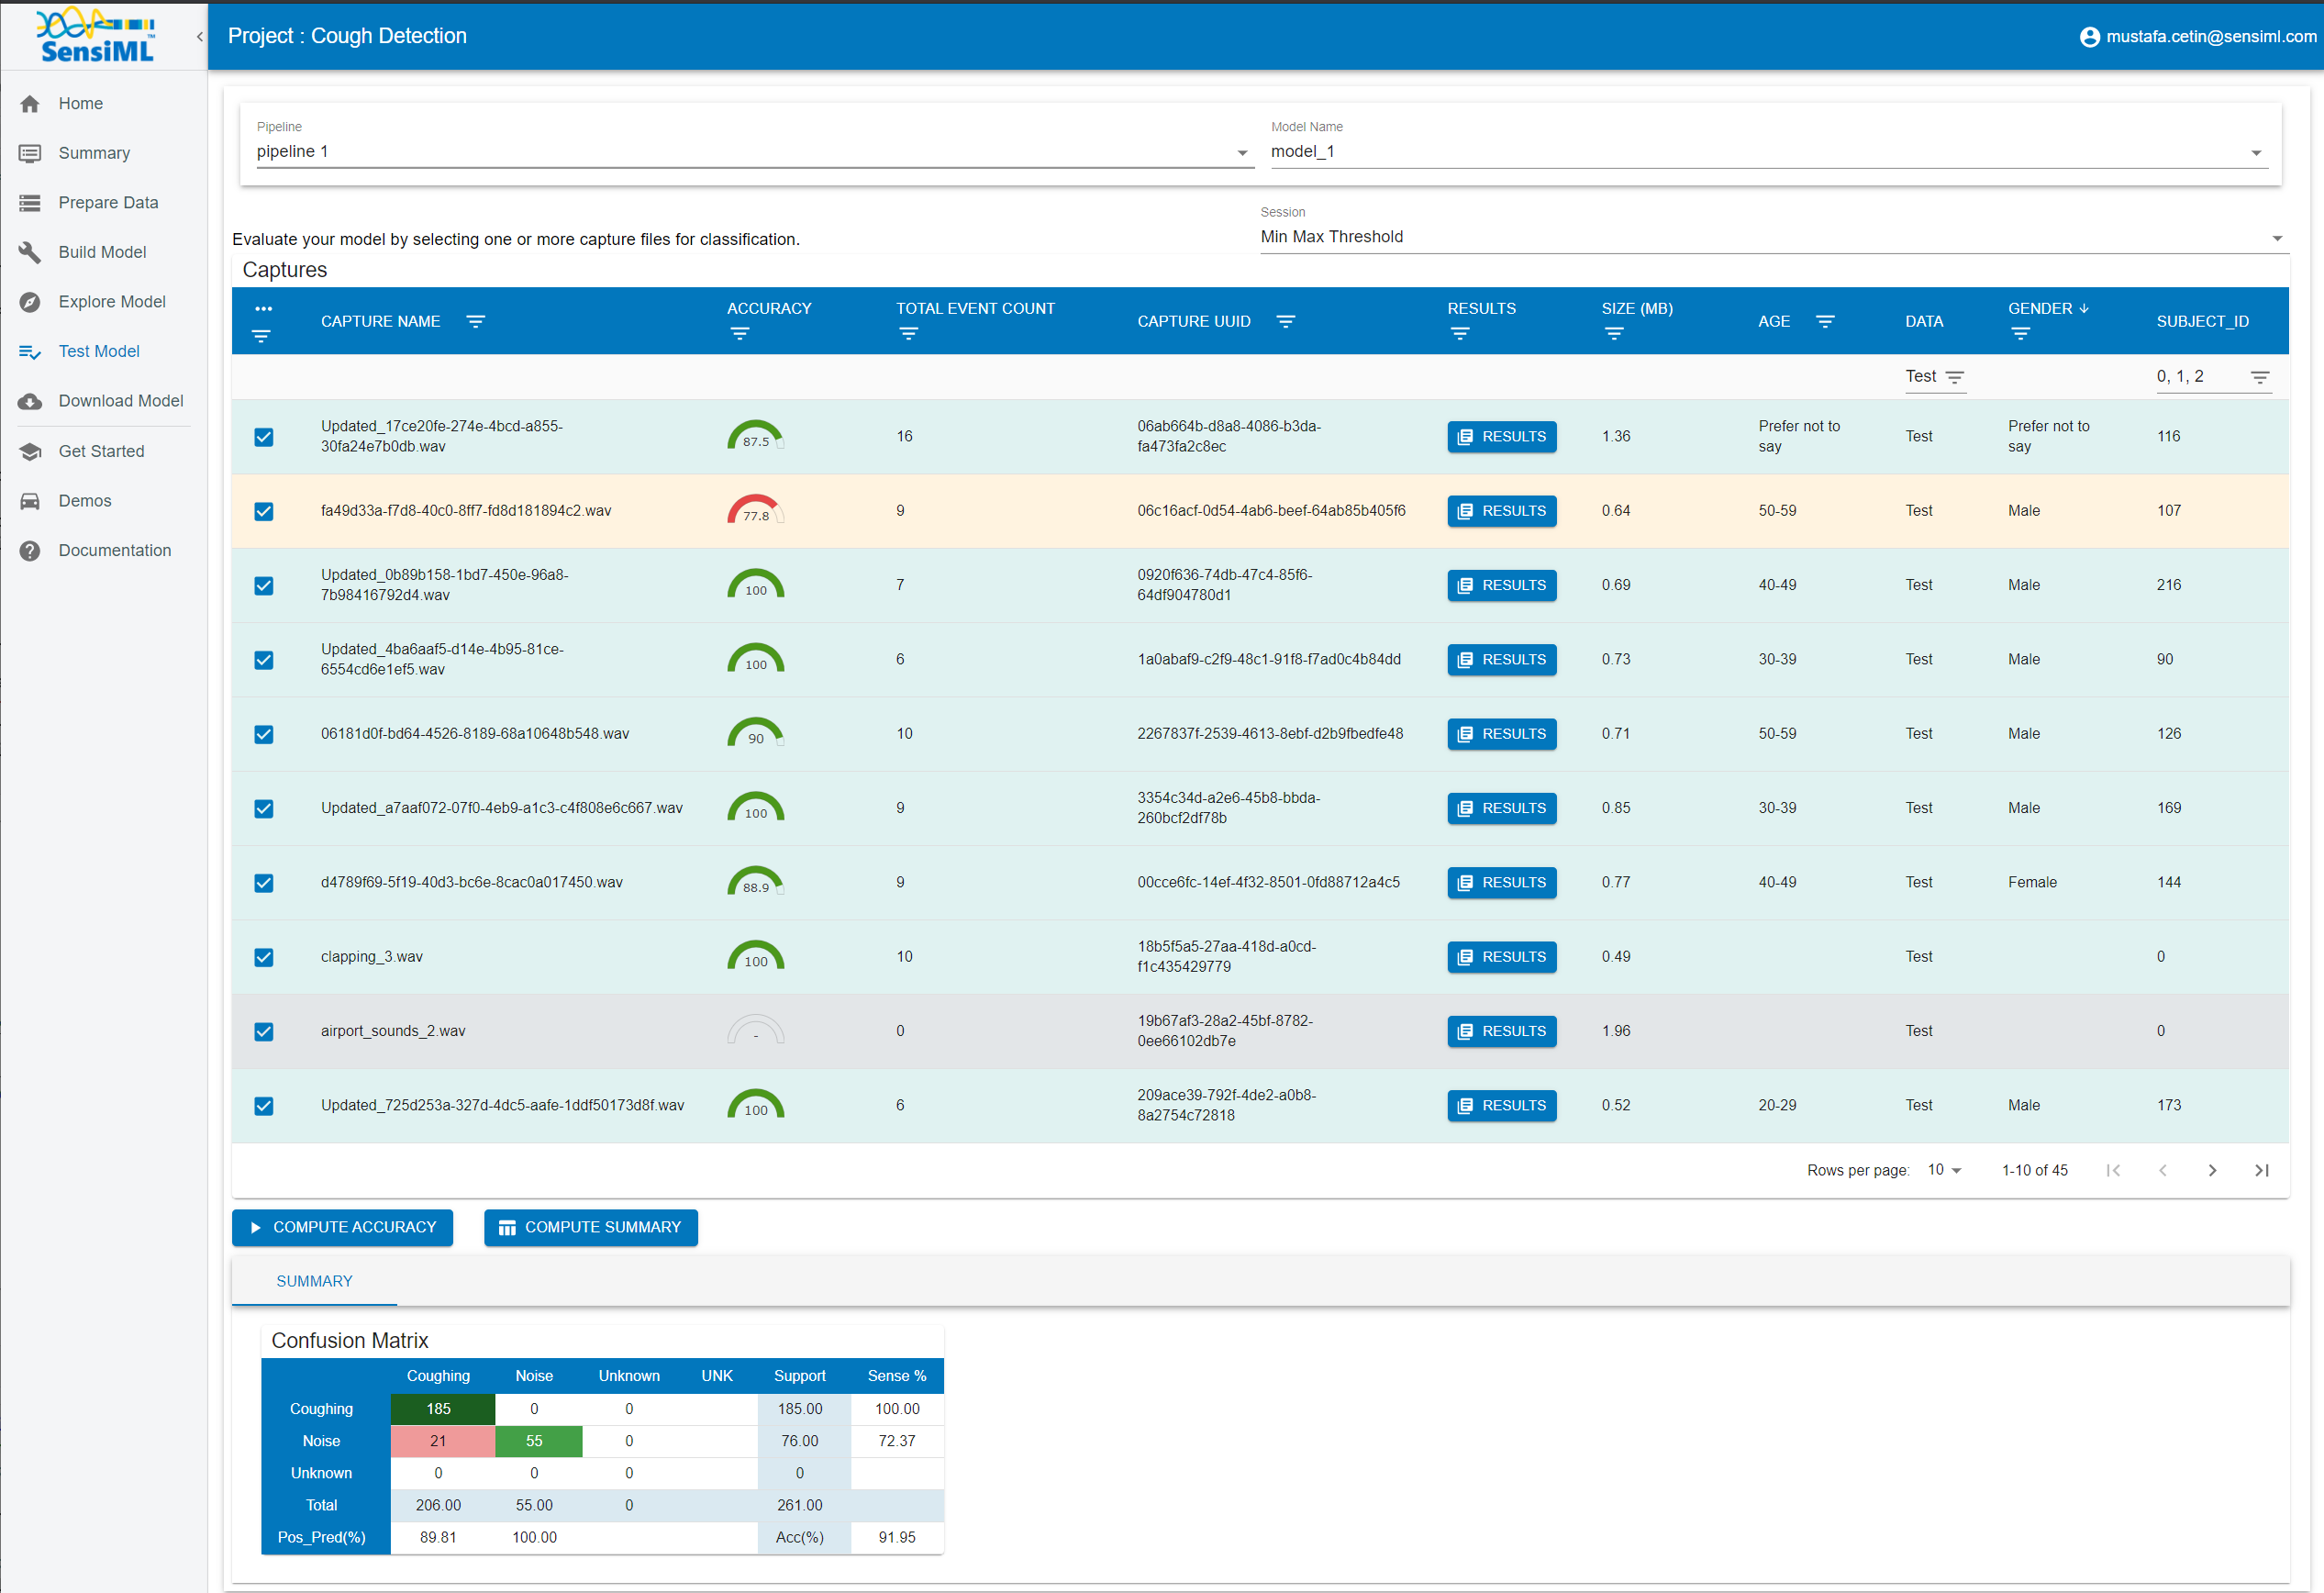 SensiML
Project : Cough Detection
mustafa.cetin@sensiml.com
Home
Summary
Prepare Data
Build Model
Explore Model
Test Model
Download Model
Get Started
Demos
Documentation
Pipeline
pipeline 1
Model Name
model_1
Evaluate your model by selecting one or more capture files for classification.
Session
Min Max Threshold
Captures
CAPTURE NAME ACCURACY TOTAL EVENT COUNT CAPTURE UUID RESULTS SIZE (MB) AGE DATA GENDER SUBJECT_ID
Test 0, 1, 2
Updated_17ce20fe-274e-4bcd-a855-
30fa24e7b0db.wav
87.5
16
06ab664b-d8a8-4086-b3da-
fa473fa2c8ec
RESULTS
1.36
Prefer not to
say
Test
Prefer not to
say
116
fa49d33a-f7d8-40c0-8ff7-fd8d181894c2.wav 77.8 9 06c16acf-0d54-4ab6-beef-64ab85b405f6 RESULTS 0.64 50-59 Test Male 107
Updated_0b89b158-1bd7-450e-96a8-
7b98416792d4.wav
100
7
0920f636-74db-47c4-85f6-
64df904780d1
RESULTS
0.69
40-49
Test
Male
216
Updated_4ba6aaf5-d14e-4b95-81ce-
6554cd6e1ef5.wav
100
6
1a0abaf9-c2f9-48c1-91f8-f7ad0c4b84dd
RESULTS
0.73
30-39
Test
Male
90
06181d0f-bd64-4526-8189-68a10648b548.wav 90 10 2267837f-2539-4613-8ebf-d2b9fbedfe48 RESULTS 0.71 50-59 Test Male 126
Updated_a7aaf072-07f0-4eb9-a1c3-c4f808e6c667.wav
100
9
3354c34d-a2e6-45b8-bbda-
260bcf2df78b
RESULTS
0.85
30-39
Test
Male
169
d4789f69-5f19-40d3-bc6e-8cac0a017450.wav 88.9 9 00cce6fc-14ef-4f32-8501-0fd88712a4c5 RESULTS 0.77 40-49 Test Female 144
clapping_3.wav
100
10
18b5f5a5-27aa-418d-a0cd-
f1c435429779
RESULTS
0.49
Test
0
airport_sounds_2.wav
-
0
19b67af3-28a2-45bf-8782-
0ee66102db7e
RESULTS
1.96
Test
0
Updated_725d253a-327d-4dc5-aafe-1ddf50173d8f.wav
100
6
209ace39-792f-4de2-a0b8-
8a2754c72818
RESULTS
0.52
20-29
Test
Male
173
Rows per page: 10 1-10 of 45
COMPUTE ACCURACY COMPUTE SUMMARY
SUMMARY
Confusion Matrix
Coughing Noise Unknown UNK Support Sense %
Coughing 185 0 0 185.00 100.00
Noise 21 55 0 76.00 72.37
Unknown 0 0 0 0
Total 206.00 55.00 0 261.00
Pos_Pred(%) 89.81 100.00 Acc(%) 91.95